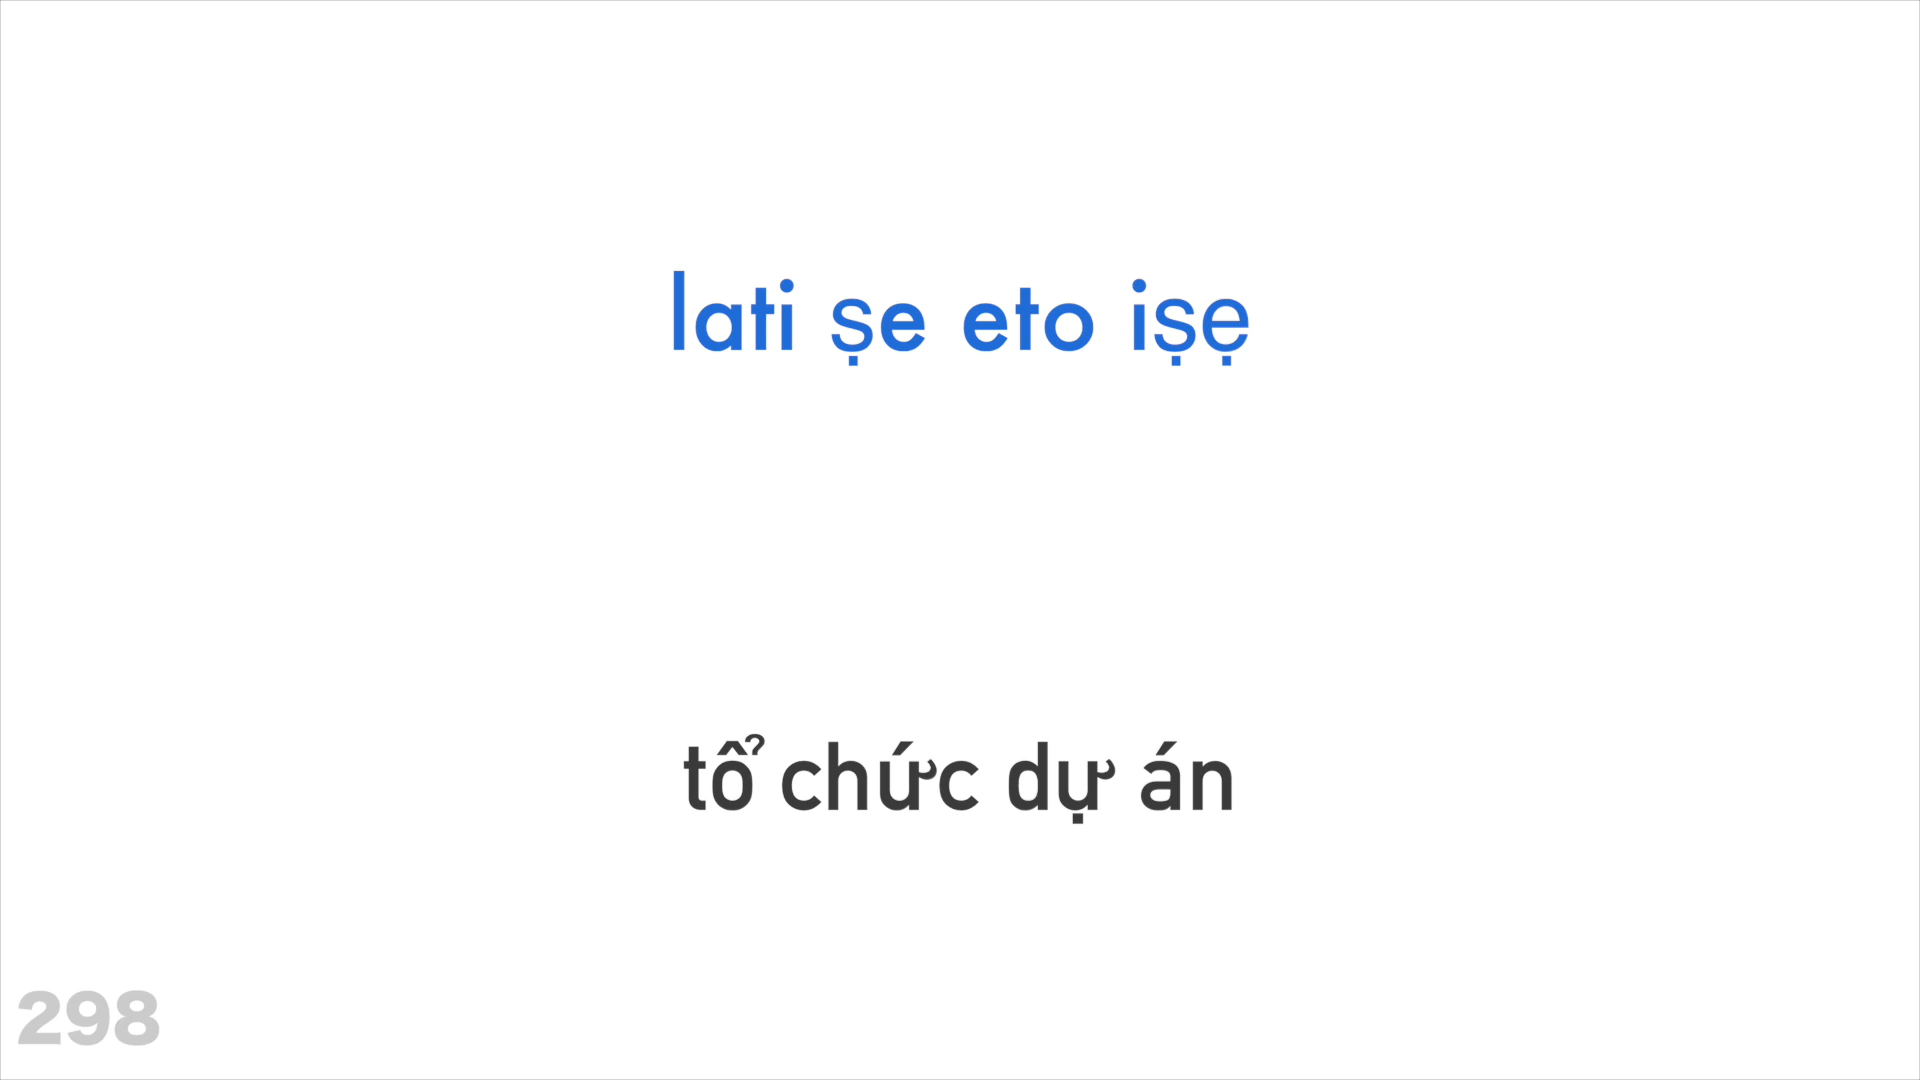 lati ṣe eto iṣẹ
tổ chức dự án
298